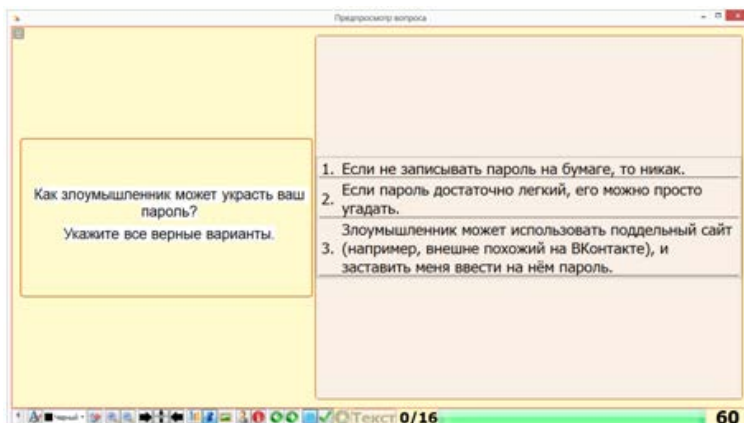 Предпросмотр вопроса
Как злоумышленник может украсть ваш
пароль?
Укажите все верные варианты.
1. Если не записывать пароль на бумаге, то никак.
2. Если пароль достаточно легкий, его можно просто
угадать.
3. Злоумышленник может использовать поддельный сайт
(например, внешне похожий на ВКонтакте), и
заставить меня ввести на нём пароль.
Черный
Текст 0/16 60